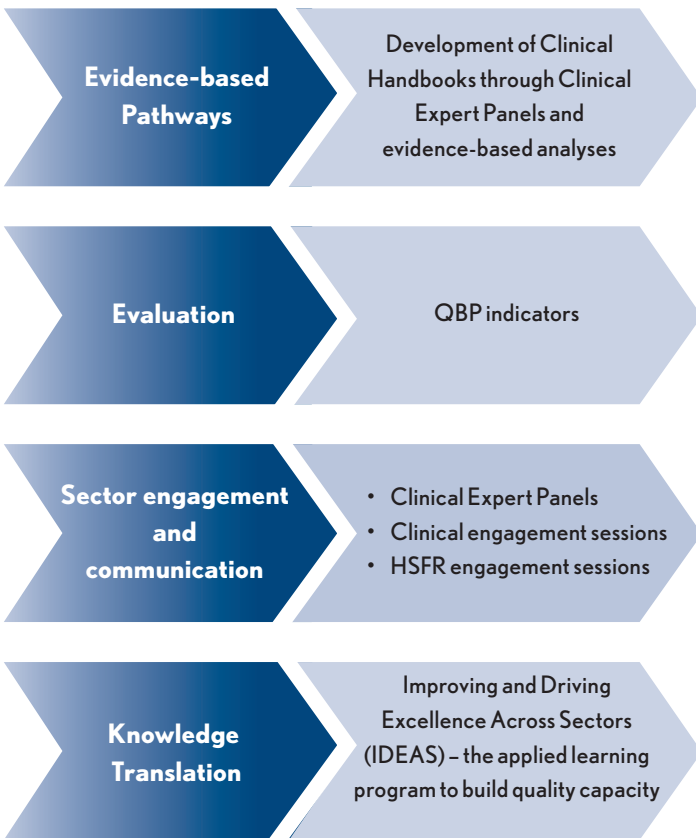 Evidence-based
Pathways
Development of Clinical
Handbooks through Clinical
Expert Panels and
evidence-based analyses
Evaluation
QBP indicators
Sector engagement
and
communication
• Clinical Expert Panels
• Clinical engagement sessions
• HSFR engagement sessions
Knowledge
Translation
Improving and Driving
Excellence Across Sectors
(IDEAS) – the applied learning
program to build quality capacity